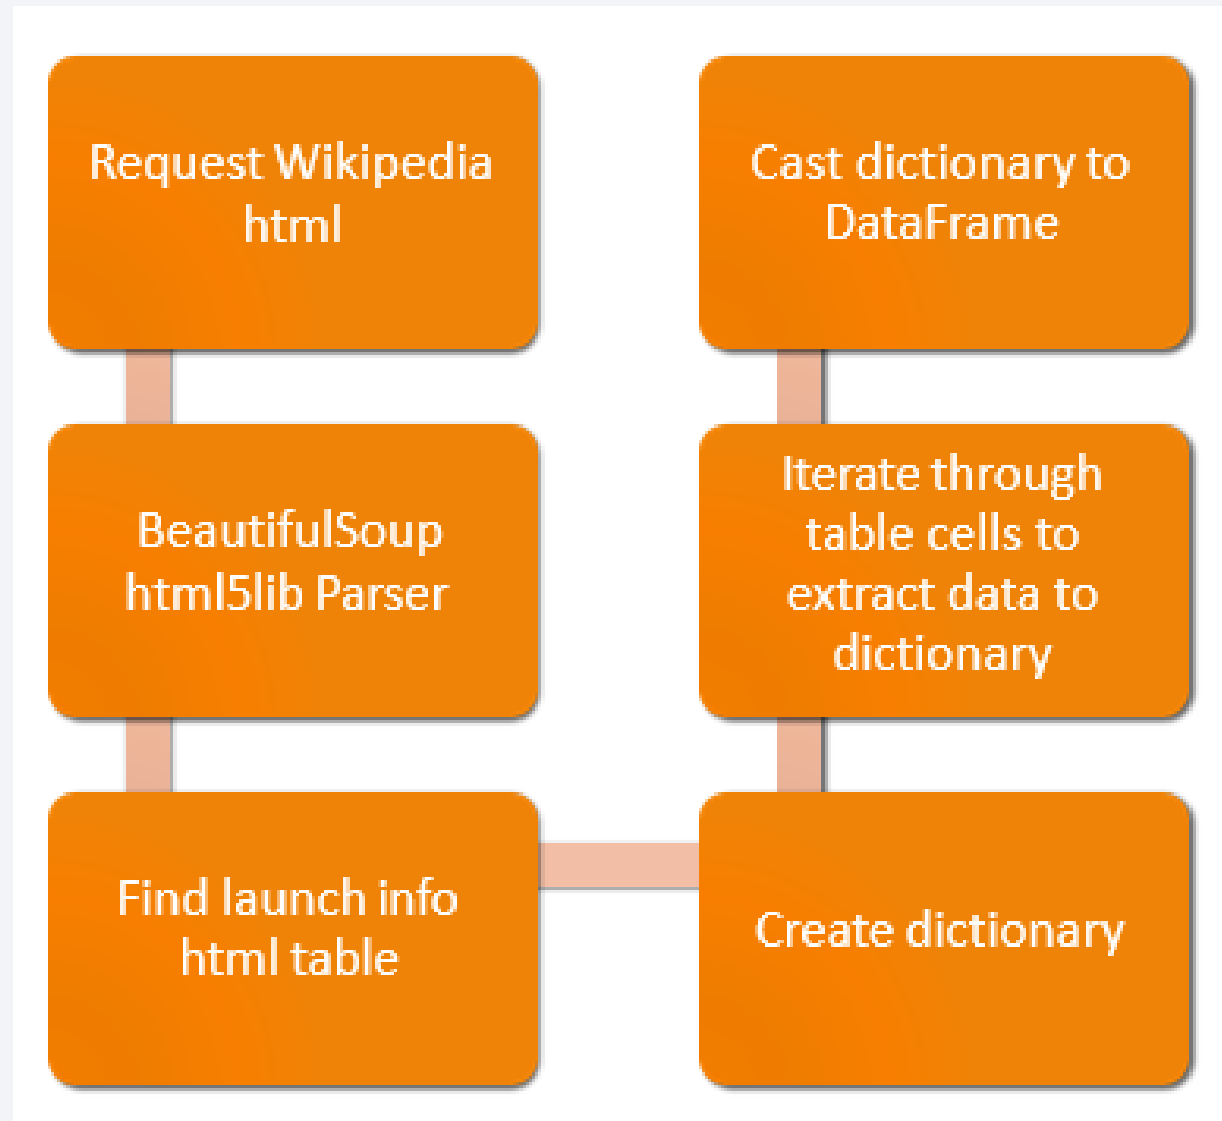 Request Wikipedia
html
BeautifulSoup
html5lib Parser
Find launch info
html table
Create dictionary
Iterate through
table cells to
extract data to
dictionary
Cast dictionary to
DataFrame